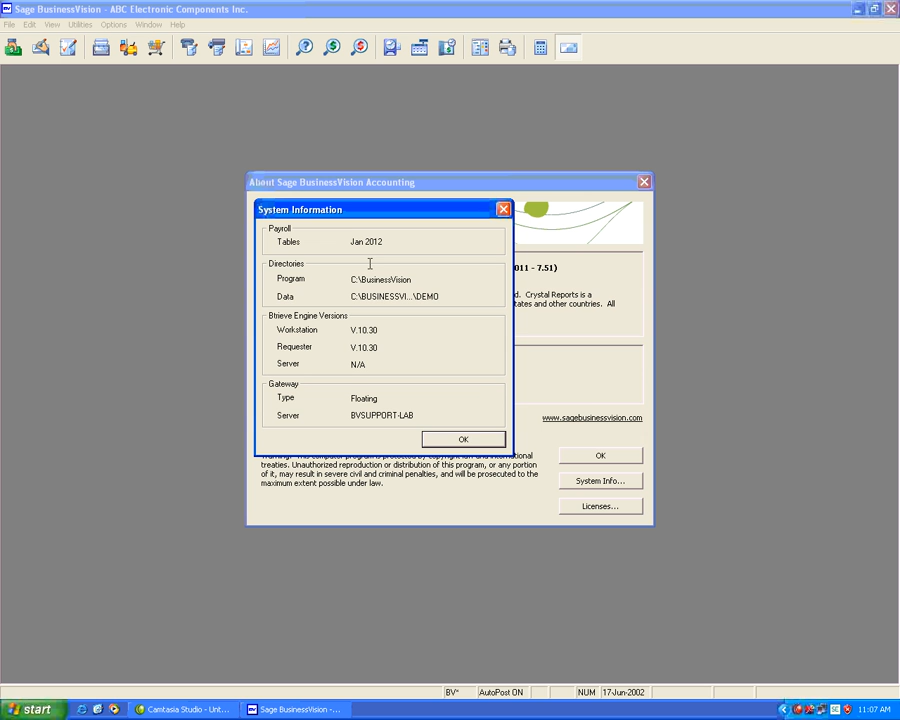 Sage BusinessVision - ABC Electronic Components Inc.
File Edit View Utilities Options Window Help
About Sage BusinessVision Accounting
System Information
Payroll
Tables Jan 2012
Directories
Program C:\BusinessVision
Data C:\BUSINESSVI...\DEMO
Btrieve Engine Versions
Workstation V.10.30
Requester V.10.30
Server N/A
Gateway
Type Floating
Server BVSUPPORT-LAB
OK
011 - 7.51)
d. Crystal Reports is a
tates and other countries. All
www.sagebusinessvision.com
treaties. Unauthorized reproduction or distribution of this program, or any portion
of it, may result in severe civil and criminal penalties, and will be prosecuted to the
maximum extent possible under law.
OK
System Info...
Licenses...
BV* AutoPost ON NUM 17-Jun-2002
start Camtasia Studio - Unt... Sage BusinessVision -... SE 11:07 AM